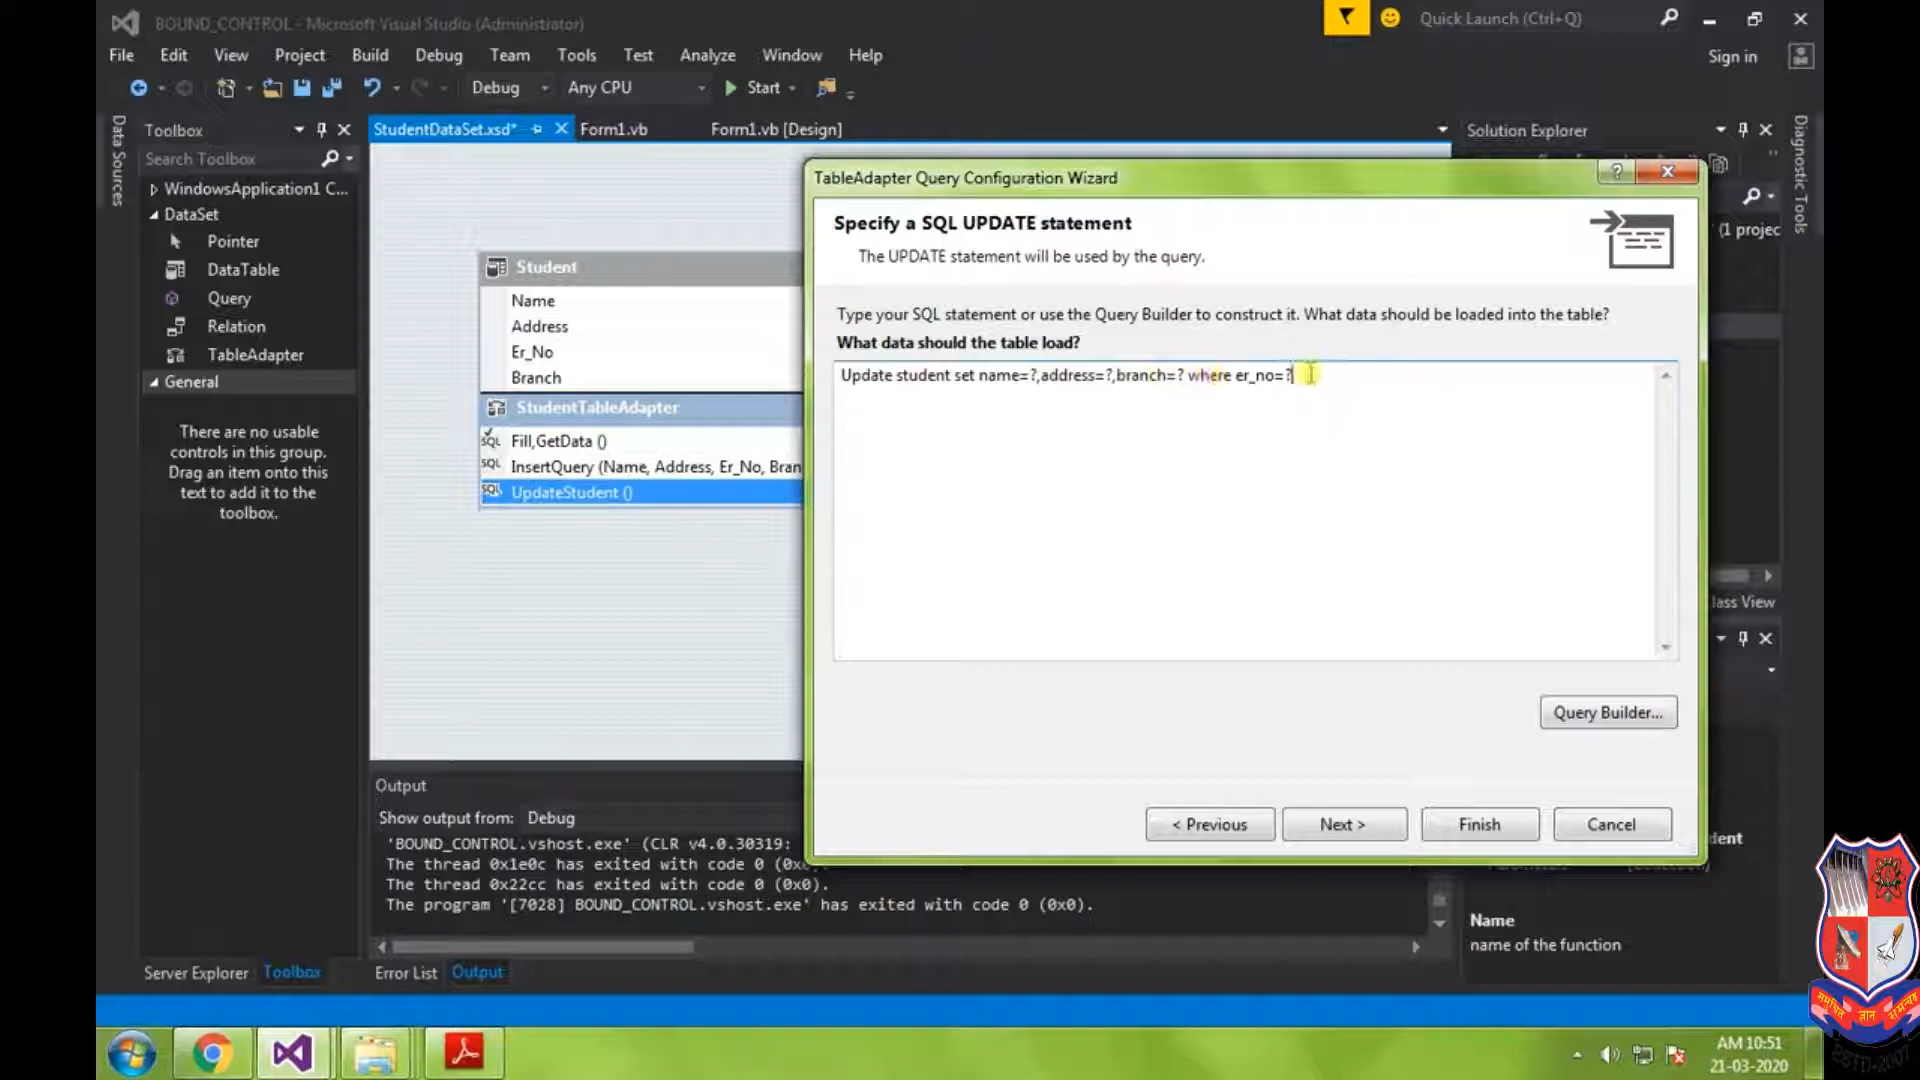 BOUND_CONTROL - Microsoft Visual Studio (Administrator)
Quick Launch (Ctrl+Q)
File Edit View Project Build Debug Team Tools Test Analyze Window Help
Sign in
Debug Any CPU Start
Data Sources
Toolbox
Search Toolbox
WindowsApplication1 C...
DataSet
Pointer
DataTable
Query
Relation
TableAdapter
General
There are no usable
controls in this group.
Drag an item onto this
text to add it to the
toolbox.
Server Explorer Toolbox
StudentDataSet.xsd* Form1.vb Form1.vb [Design]
Student
Name
Address
Er_No
Branch
StudentTableAdapter
SQL Fill,GetData ()
SQL InsertQuery (Name, Address, Er_No, Bran
SQL UpdateStudent ()
TableAdapter Query Configuration Wizard
Specify a SQL UPDATE statement
The UPDATE statement will be used by the query.
Type your SQL statement or use the Query Builder to construct it. What data should be loaded into the table?
What data should the table load?
Update student set name=?,address=?,branch=? where er_no=?
Query Builder...
< Previous Next > Finish Cancel
Output
Show output from: Debug
'BOUND_CONTROL.vshost.exe' (CLR v4.0.30319:
The thread 0x1e0c has exited with code 0 (0x0).
The thread 0x22cc has exited with code 0 (0x0).
The program '[7028] BOUND_CONTROL.vshost.exe' has exited with code 0 (0x0).
Error List Output
Solution Explorer
(1 projec
lass View
dent
Name
name of the function
Diagnostic Tools
AM 10:51
21-03-2020
ज्ञान